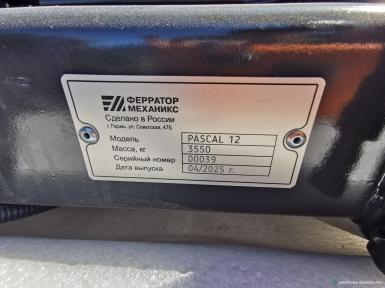 ФЕРРАТОР
МЕХАНИКС
Сделано в России
г. Пермь, ул. Советская, 47Б
Модель PASCAL 12
Масса, кг 3550
Серийный номер 00039
Дата выпуска 04/2025 г.